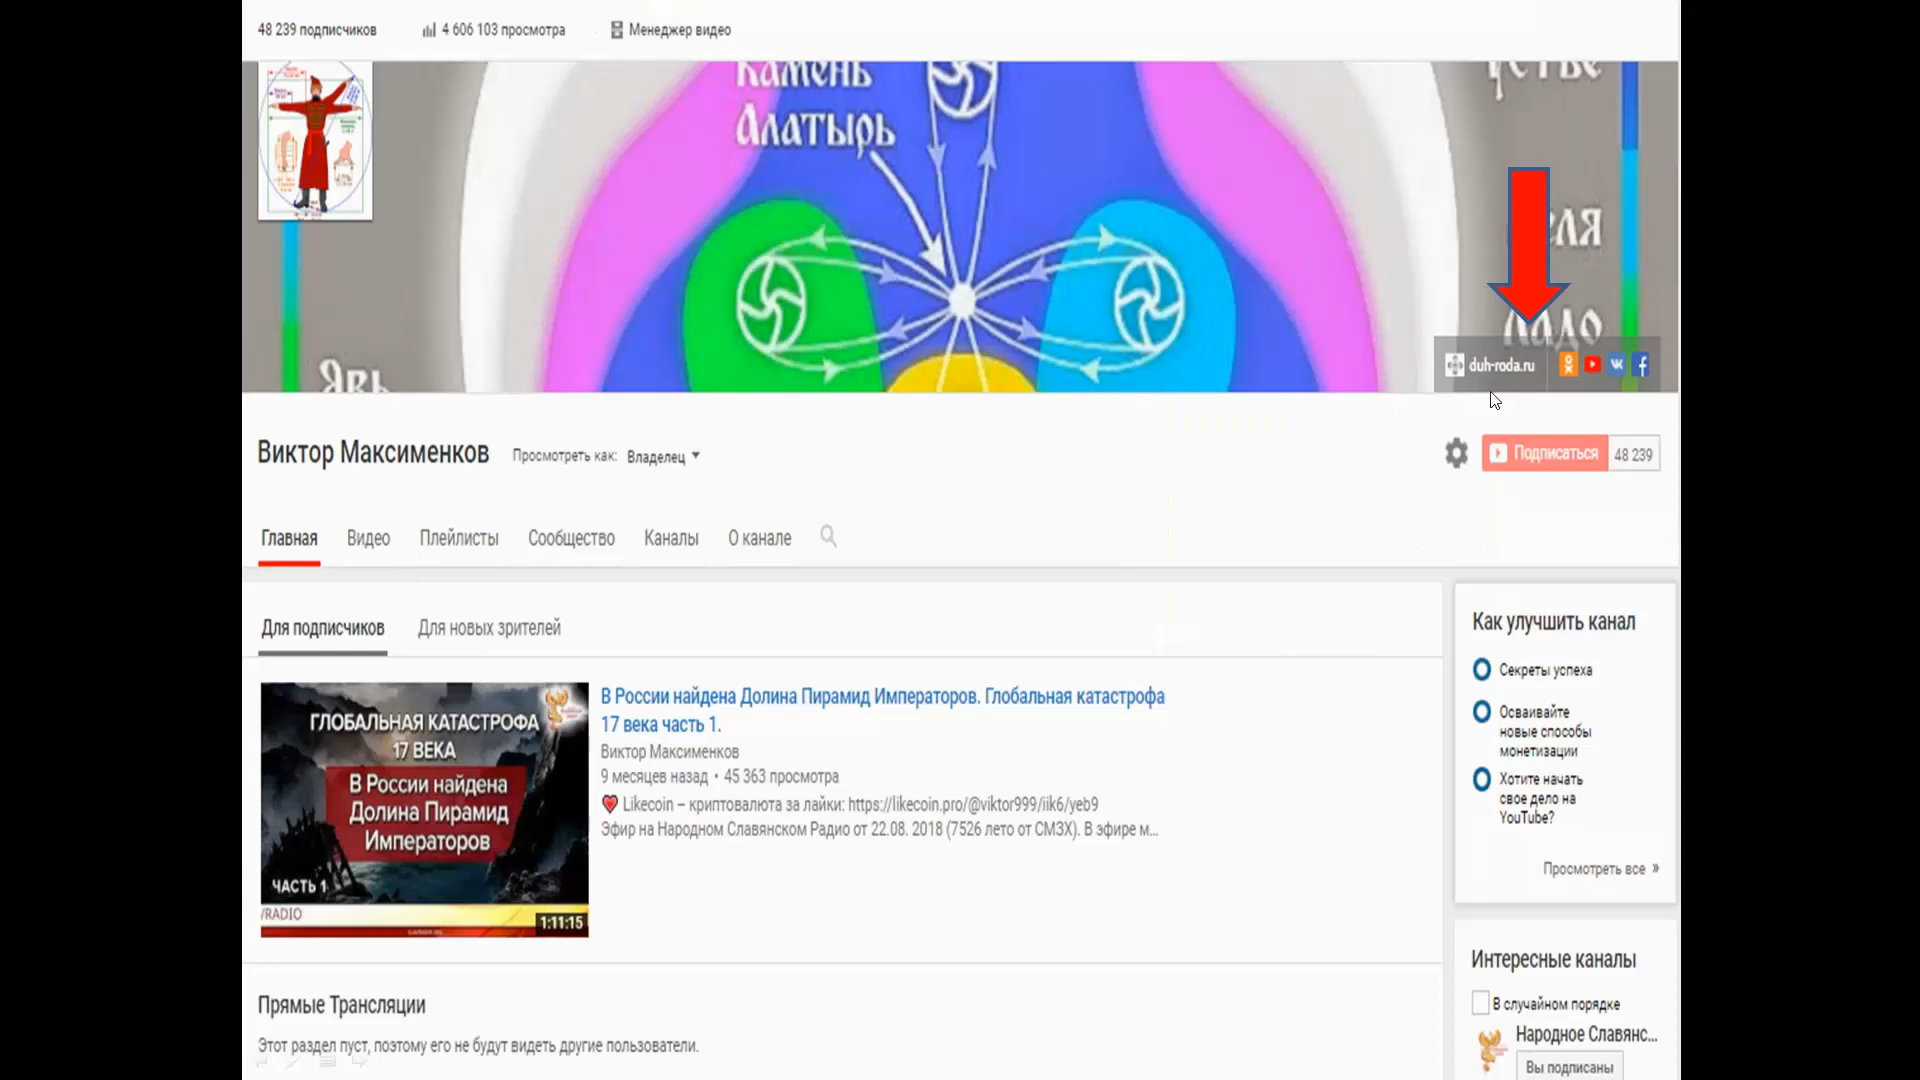 48 239 подписчиков
4 606 103 просмотра
Менеджер видео
Камень
Алатырь
Явь
Ладо
duh-roda.ru
Виктор Максименков
Просмотреть как: Владелец
Подписаться 48 239
Главная Видео Плейлисты Сообщество Каналы О канале
Для подписчиков Для новых зрителей
ГЛОБАЛЬНАЯ КАТАСТРОФА
17 ВЕКА
В России найдена
Долина Пирамид
Императоров
ЧАСТЬ 1
/RADIO
1:11:15
В России найдена Долина Пирамид Императоров. Глобальная катастрофа
17 века часть 1.
Виктор Максименков
9 месяцев назад • 45 363 просмотра
Likecoin – криптовалюта за лайки: https://likecoin.pro/@viktor999/iik6/yeb9
Эфир на Народном Славянском Радио от 22.08. 2018 (7526 лето от СМЗХ). В эфире м...
Прямые Трансляции
Этот раздел пуст, поэтому его не будут видеть другие пользователи.
Как улучшить канал
Секреты успеха
Осваивайте
новые способы
монетизации
Хотите начать
свое дело на
YouTube?
Просмотреть все »
Интересные каналы
В случайном порядке
Народное Славянс...
Вы подписаны